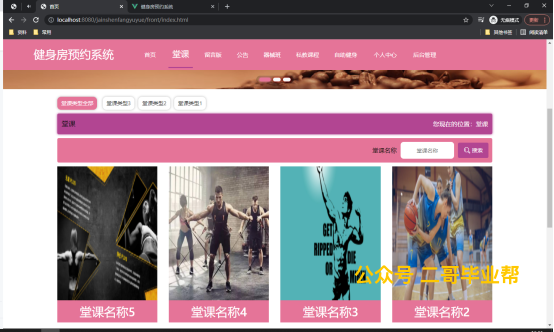 首页
健身房预约系统
localhost:8080/jianshenfangyuyue/front/index.html
无痕模式
更新
资料
常用
其他书签
阅读清单
健身房预约系统
首页
堂课
留言板
公告
器械班
私教课程
自由健身
个人中心
后台管理
堂课类型全部
堂课类型3
堂课类型2
堂课类型1
堂课
您现在的位置：堂课
堂课名称
堂课名称
搜索
GET
RIPPED
OR
DIE
公众号 二哥毕业帮
堂课名称5
堂课名称4
堂课名称3
堂课名称2